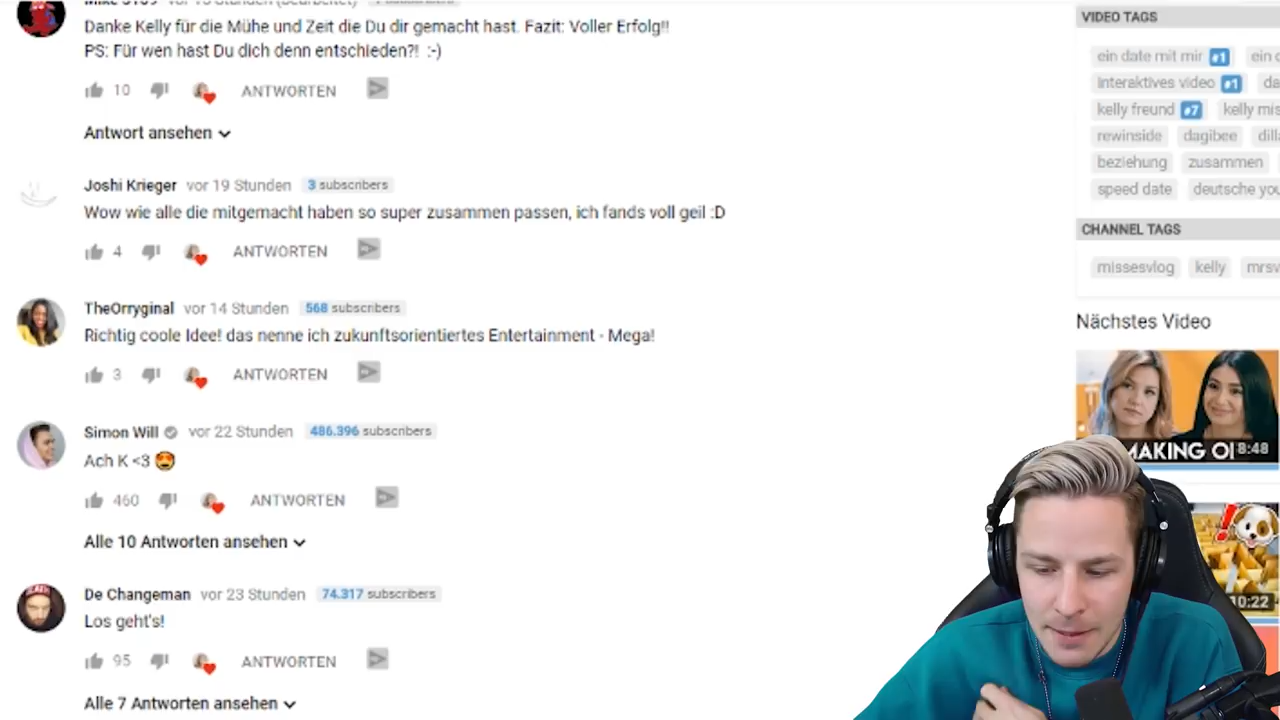 Danke Kelly für die Mühe und Zeit die Du dir gemacht hast. Fazit: Voller Erfolg!!
PS: Für wen hast Du dich denn entschieden?! :-)
10 ANTWORTEN
Antwort ansehen
Joshi Krieger vor 19 Stunden 3 subscribers
Wow wie alle die mitgemacht haben so super zusammen passen, ich fands voll geil :D
4 ANTWORTEN
TheOrryginal vor 14 Stunden 568 subscribers
Richtig coole Idee! das nenne ich zukunftsorientiertes Entertainment - Mega!
3 ANTWORTEN
Simon Will vor 22 Stunden 486.396 subscribers
Ach K <3 😍
460 ANTWORTEN
Alle 10 Antworten ansehen
De Changeman vor 23 Stunden 74.317 subscribers
Los geht's!
95 ANTWORTEN
Alle 7 Antworten ansehen
VIDEO TAGS
ein date mit mir #1 ein
interaktives video #1
kelly freund #7 kelly
rewinside dagibee
beziehung zusammen
speed date deutsche
CHANNEL TAGS
missesvlog kelly
Nächstes Video
MAKING 8:48
10:22